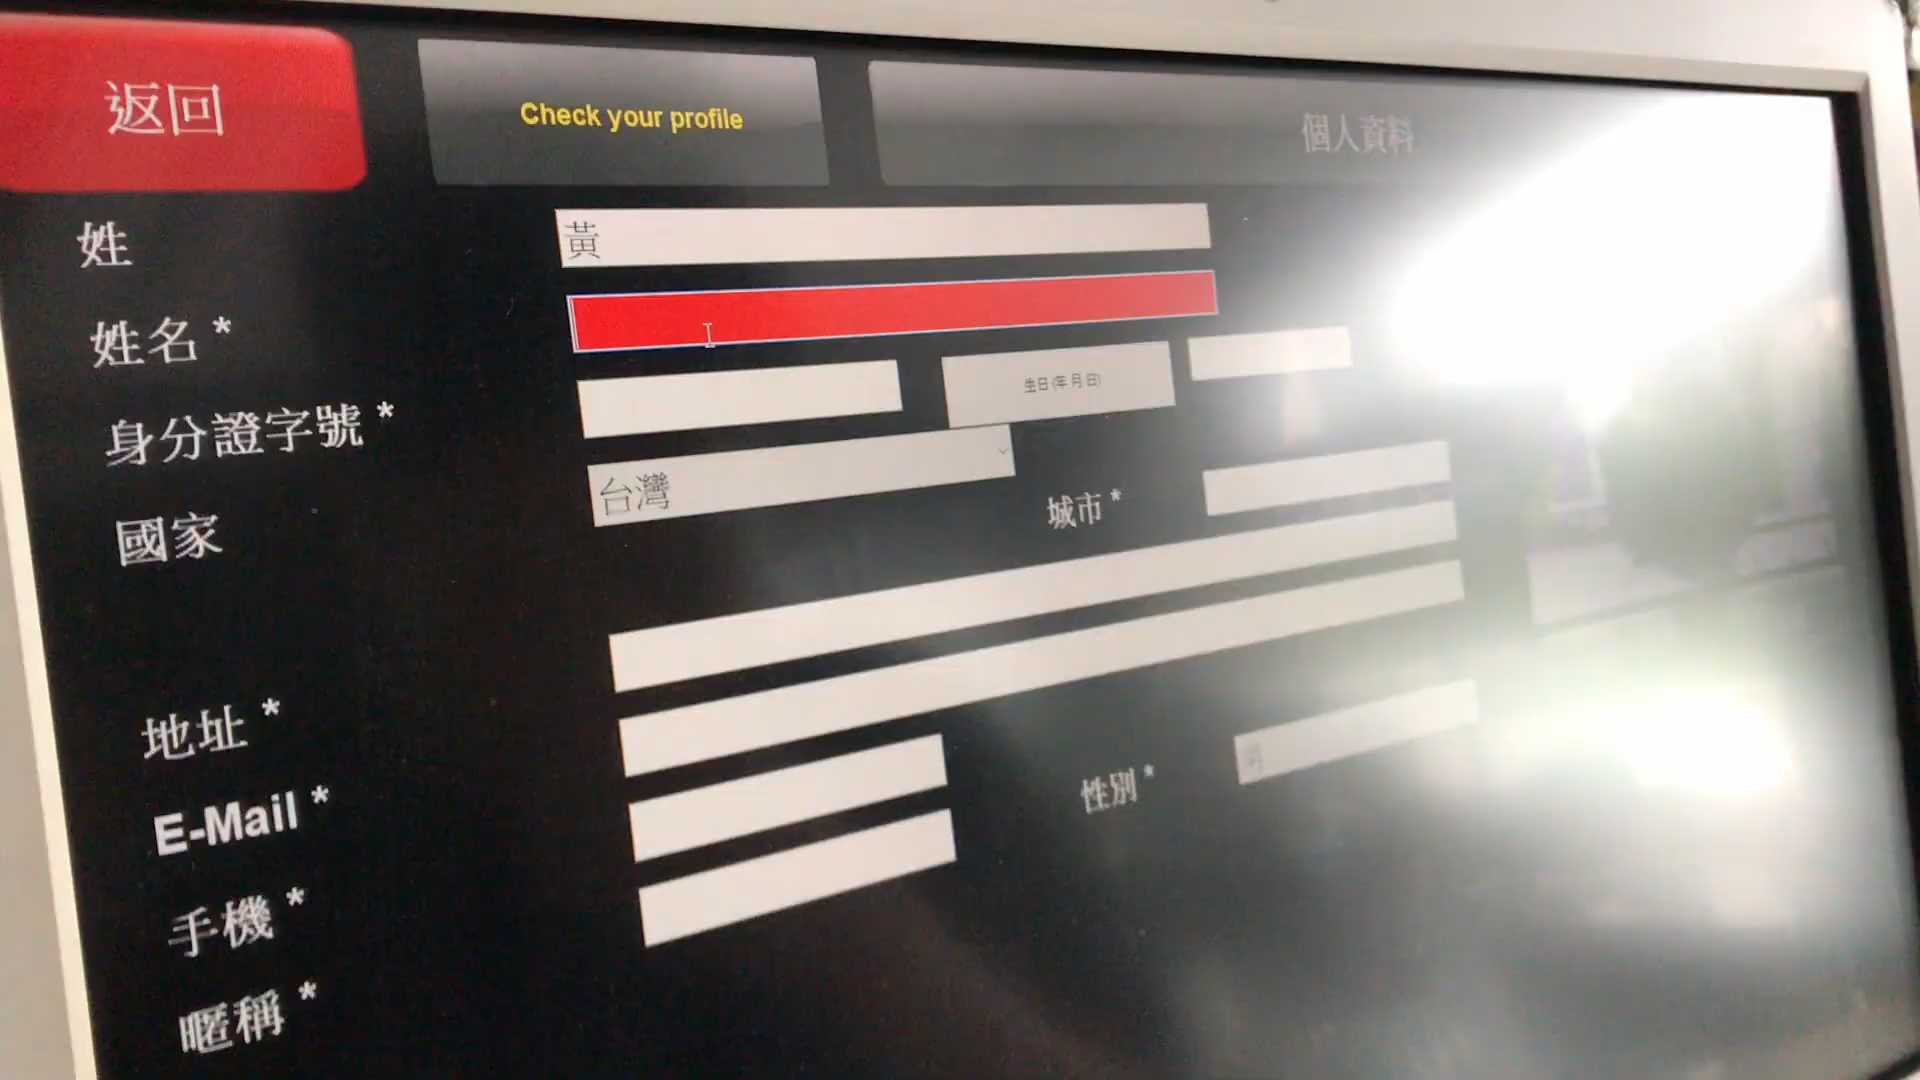 返回
Check your profile
個人資料
姓
黃
姓名 *
身分證字號 *
生日 (年 月 日)
國家
台灣
城市 *
地址 *
E-Mail *
性別 *
男
手機 *
暱稱 *